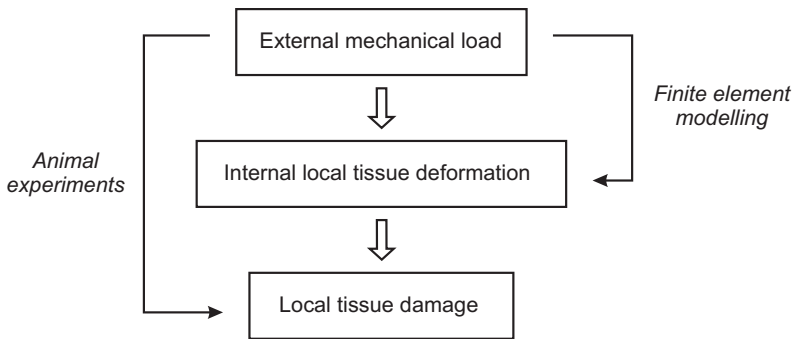 External mechanical load
Finite element
modelling
Animal
experiments
Internal local tissue deformation
Local tissue damage